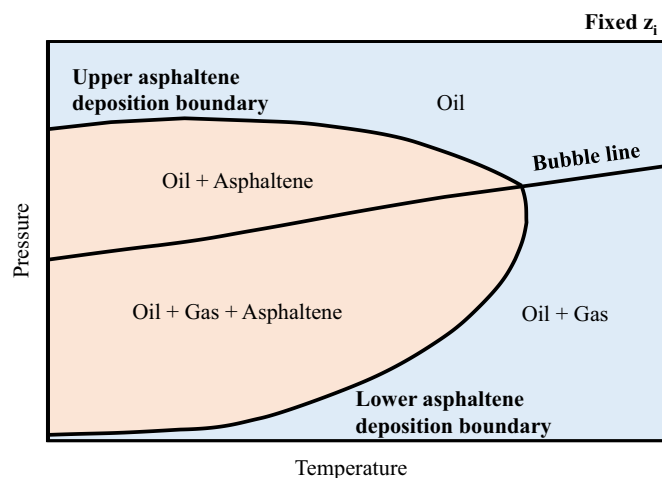 Fixed zi
Upper asphaltene
deposition boundary
Oil
Bubble line
Oil + Asphaltene
Pressure
Oil + Gas + Asphaltene
Oil + Gas
Lower asphaltene
deposition boundary
Temperature